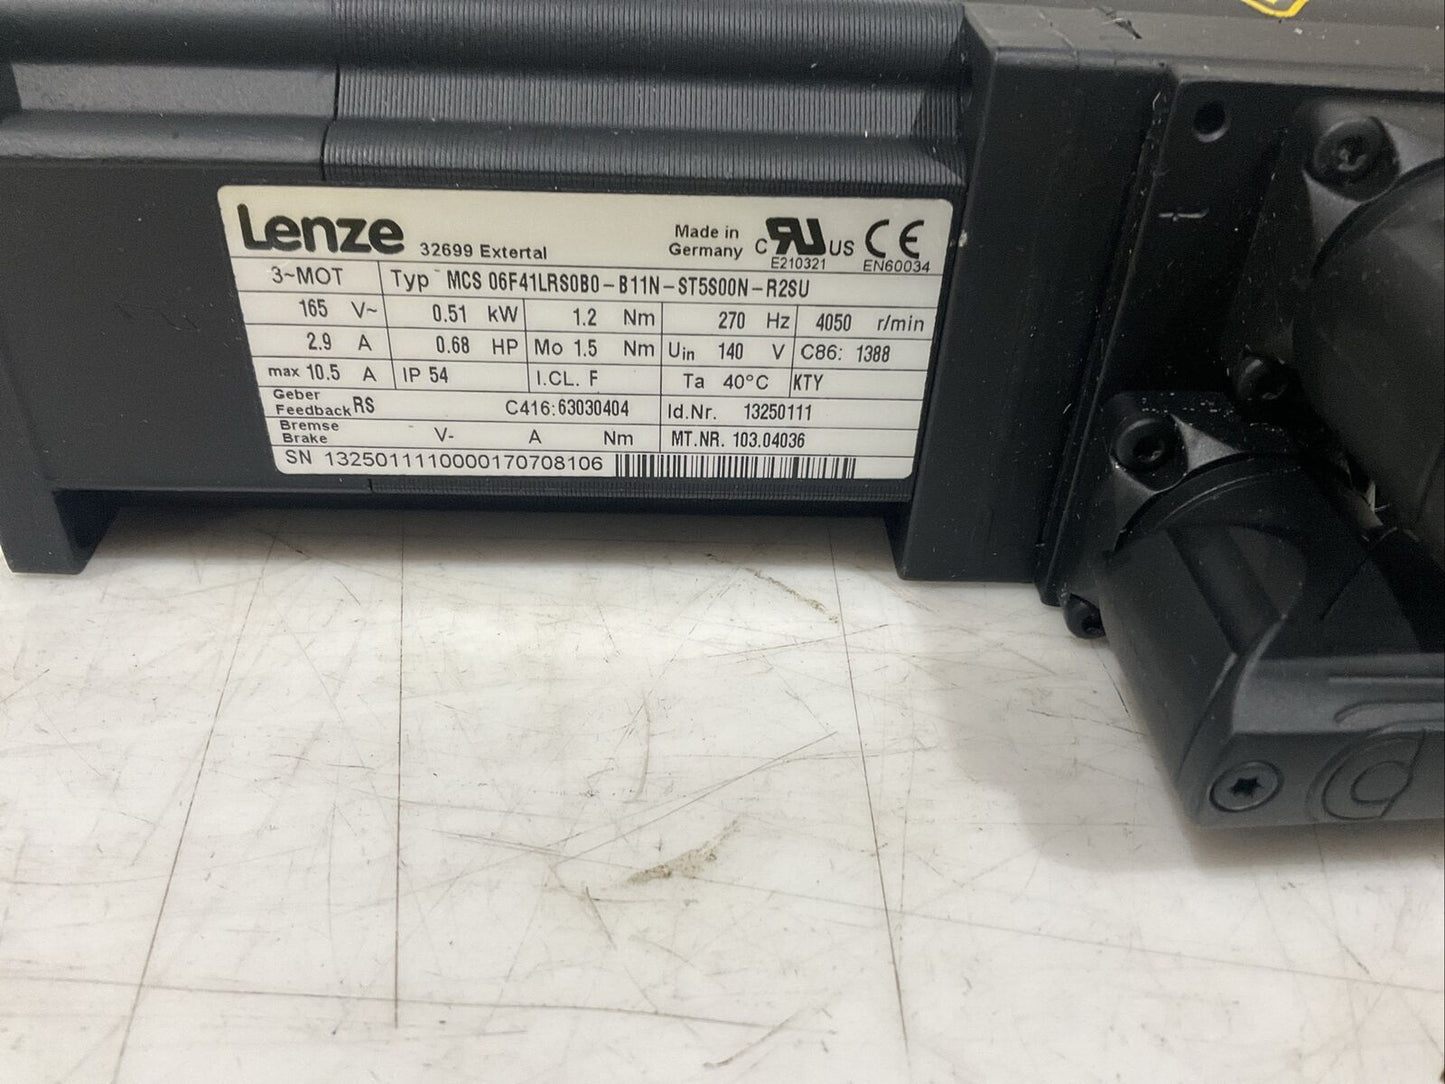 Lenze 32699 Extertal Made in Germany C RU US CE
E210321 EN60034
3~MOT Typ MCS 06F41LRS0B0-B11N-ST5S00N-R2SU
165 V~ 0.51 kW 1.2 Nm 270 Hz 4050 r/min
2.9 A 0.68 HP Mo 1.5 Nm Uin 140 V C86: 1388
max 10.5 A IP 54 I.CL. F Ta 40°C KTY
Geber
Feedback RS C416:63030404 Id.Nr. 13250111
Bremse
Brake V- A Nm MT.NR. 103.04036
SN 1325011110000170708106